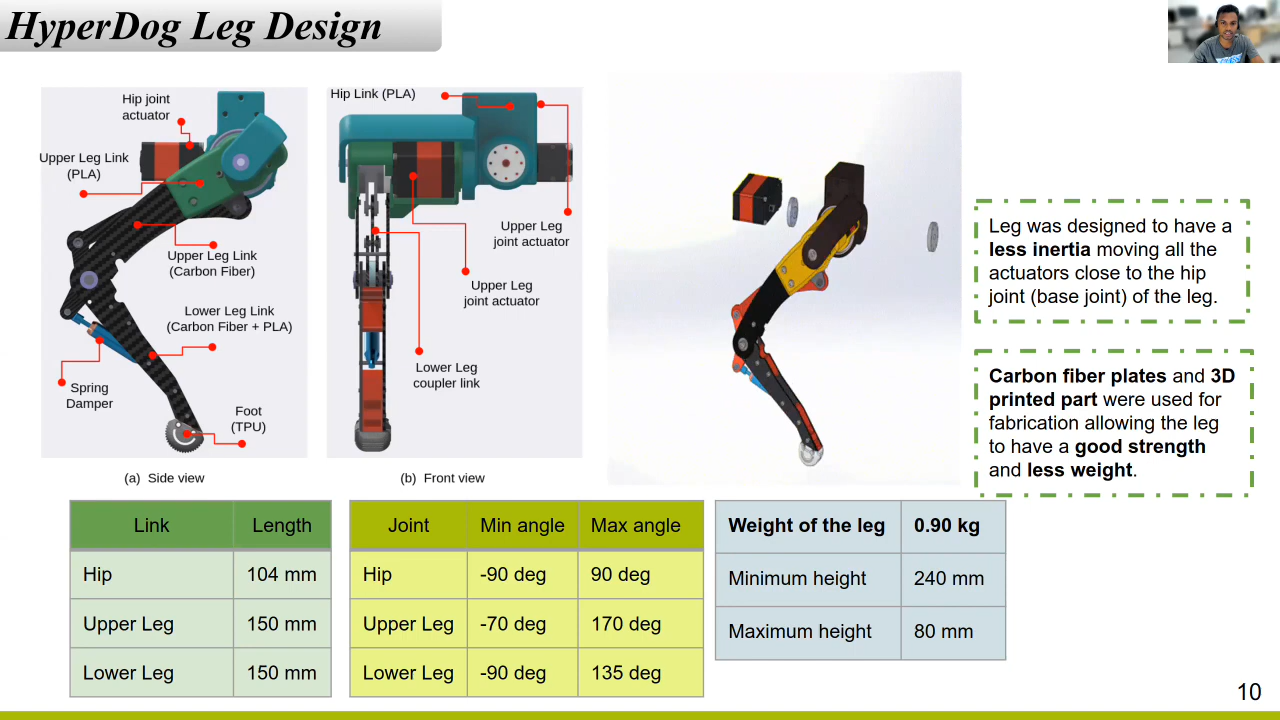 HyperDog Leg Design
Hip joint
actuator
Upper Leg Link
(PLA)
Upper Leg Link
(Carbon Fiber)
Lower Leg Link
(Carbon Fiber + PLA)
Spring
Damper
Foot
(TPU)
(a) Side view
Hip Link (PLA)
Upper Leg
joint actuator
Upper Leg
joint actuator
Lower Leg
coupler link
(b) Front view
Leg was designed to have a
less inertia moving all the
actuators close to the hip
joint (base joint) of the leg.
Carbon fiber plates and 3D
printed part were used for
fabrication allowing the leg
to have a good strength
and less weight.
Link Length
Hip 104 mm
Upper Leg 150 mm
Lower Leg 150 mm
Joint Min angle Max angle
Hip -90 deg 90 deg
Upper Leg -70 deg 170 deg
Lower Leg -90 deg 135 deg
Weight of the leg 0.90 kg
Minimum height 240 mm
Maximum height 80 mm
10